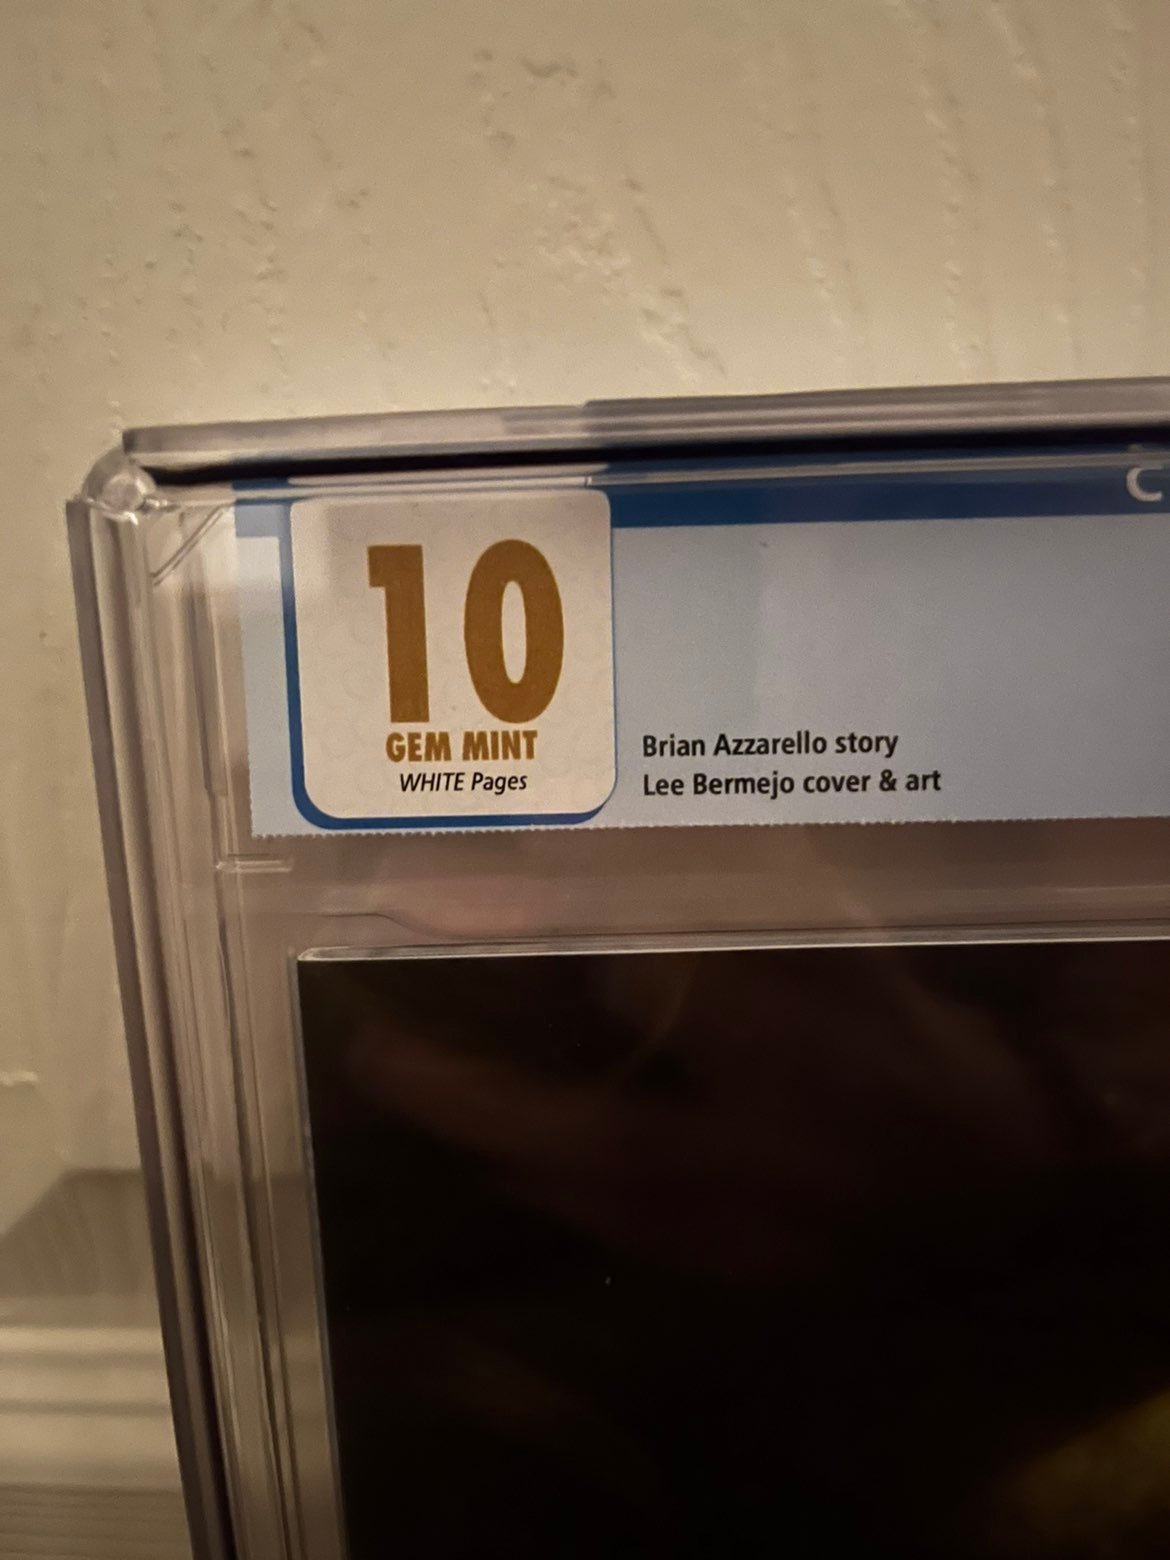 C
10
GEM MINT
WHITE Pages
Brian Azzarello story
Lee Bermejo cover & art